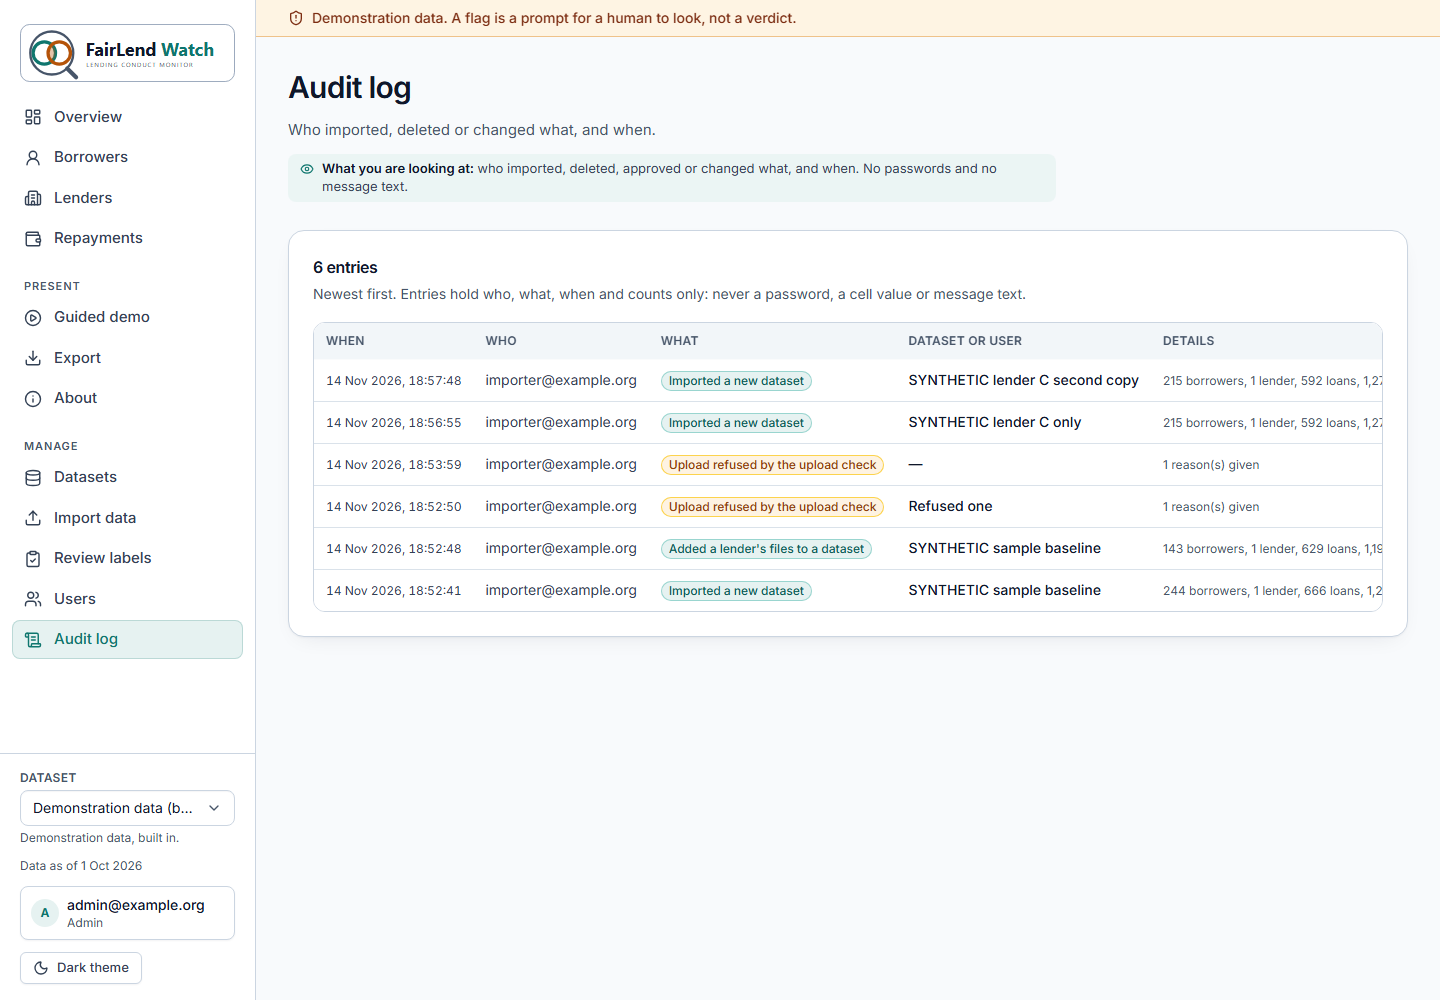 FairLend Watch
LENDING CONDUCT MONITOR
Overview
Borrowers
Lenders
Repayments
PRESENT
Guided demo
Export
About
MANAGE
Datasets
Import data
Review labels
Users
Audit log
DATASET
Demonstration data (b...
Demonstration data, built in.
Data as of 1 Oct 2026
A
admin@example.org
Admin
Dark theme
Demonstration data. A flag is a prompt for a human to look, not a verdict.
Audit log
Who imported, deleted or changed what, and when.
What you are looking at: who imported, deleted, approved or changed what, and when. No passwords and no
message text.
6 entries
Newest first. Entries hold who, what, when and counts only: never a password, a cell value or message text.
WHEN WHO WHAT DATASET OR USER DETAILS
14 Nov 2026, 18:57:48 importer@example.org Imported a new dataset SYNTHETIC lender C second copy 215 borrowers, 1 lender, 592 loans, 1,27
14 Nov 2026, 18:56:55 importer@example.org Imported a new dataset SYNTHETIC lender C only 215 borrowers, 1 lender, 592 loans, 1,27
14 Nov 2026, 18:53:59 importer@example.org Upload refused by the upload check — 1 reason(s) given
14 Nov 2026, 18:52:50 importer@example.org Upload refused by the upload check Refused one 1 reason(s) given
14 Nov 2026, 18:52:48 importer@example.org Added a lender's files to a dataset SYNTHETIC sample baseline 143 borrowers, 1 lender, 629 loans, 1,19
14 Nov 2026, 18:52:41 importer@example.org Imported a new dataset SYNTHETIC sample baseline 244 borrowers, 1 lender, 666 loans, 1,2